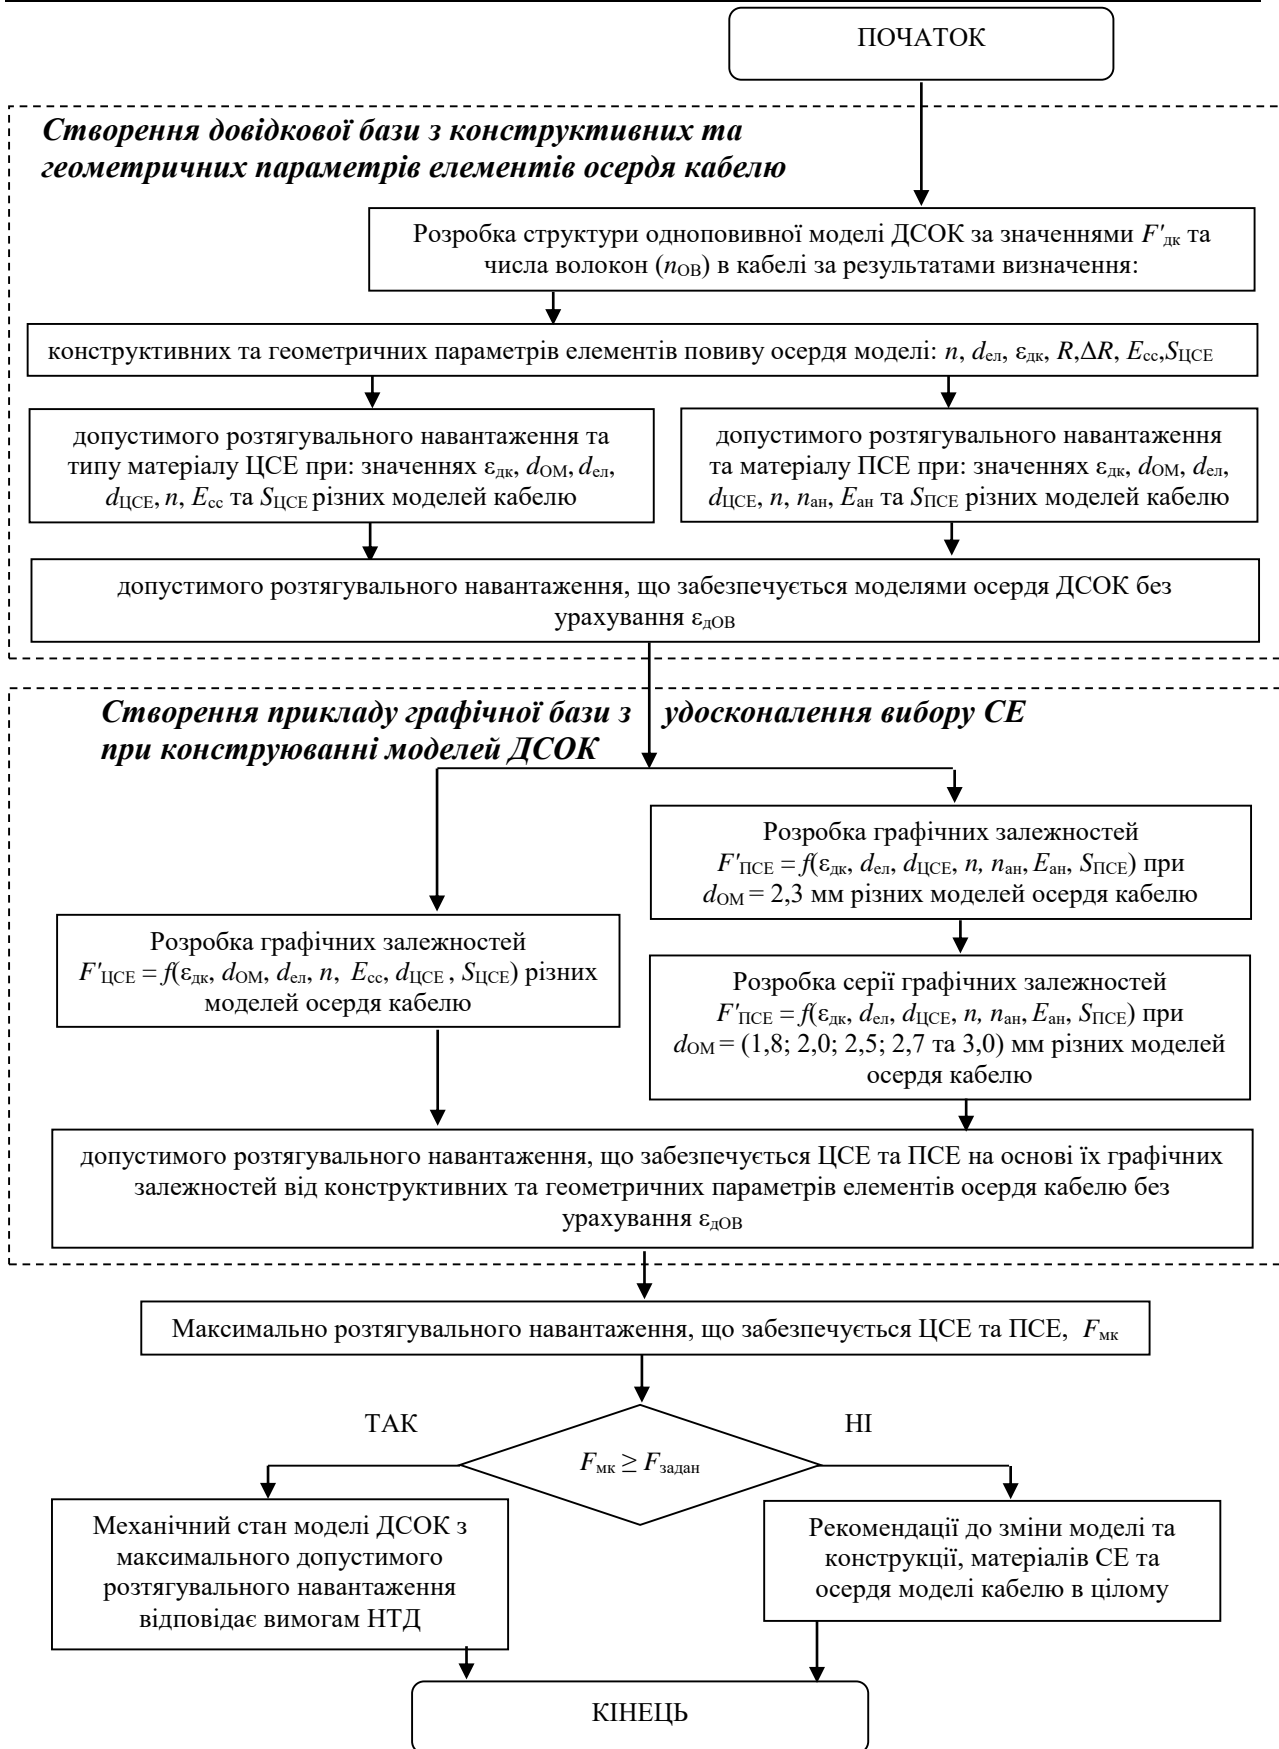 ПОЧАТОК
Створення довідкової бази з конструктивних та
геометричних параметрів елементів осердя кабелю
Розробка структури одноповивної моделі ДСОК за значеннями F'дк та
числа волокон (nОВ) в кабелі за результатами визначення:
конструктивних та геометричних параметрів елементів повиву осердя моделі: n, dел, εдк, R,ΔR, Eсс,SЦСЕ
допустимого розтягувального навантаження та
типу матеріалу ЦСЕ при: значеннях εдк, dОМ, dел,
dЦСЕ, n, Eсс та SЦСЕ різних моделей кабелю
допустимого розтягувального навантаження
та матеріалу ПСЕ при: значеннях εдк, dОМ, dел,
dЦСЕ, n, nан, Eан та SПСЕ різних моделей кабелю
допустимого розтягувального навантаження, що забезпечується моделями осердя ДСОК без
урахування εдОВ
Створення прикладу графічної бази з удосконалення вибору СЕ
при конструюванні моделей ДСОК
Розробка графічних залежностей
F'ПСЕ = f(εдк, dел, dЦСЕ, n, nан, Eан, SПСЕ) при
dОМ = 2,3 мм різних моделей осердя кабелю
Розробка графічних залежностей
F'ЦСЕ = f(εдк, dОМ, dел, n, Eсс, dЦСЕ , SЦСЕ) різних
моделей осердя кабелю
Розробка серії графічних залежностей
F'ПСЕ = f(εдк, dел, dЦСЕ, n, nан, Eан, SПСЕ) при
dОМ = (1,8; 2,0; 2,5; 2,7 та 3,0) мм різних моделей
осердя кабелю
допустимого розтягувального навантаження, що забезпечується ЦСЕ та ПСЕ на основі їх графічних
залежностей від конструктивних та геометричних параметрів елементів осердя кабелю без
урахування εдОВ
Максимально розтягувального навантаження, що забезпечується ЦСЕ та ПСЕ, Fмк
ТАК
НІ
Fмк ≥ Fзадан
Механічний стан моделі ДСОК з
максимального допустимого
розтягувального навантаження
відповідає вимогам НТД
Рекомендації до зміни моделі та
конструкції, матеріалів СЕ та
осердя моделі кабелю в цілому
КІНЕЦЬ